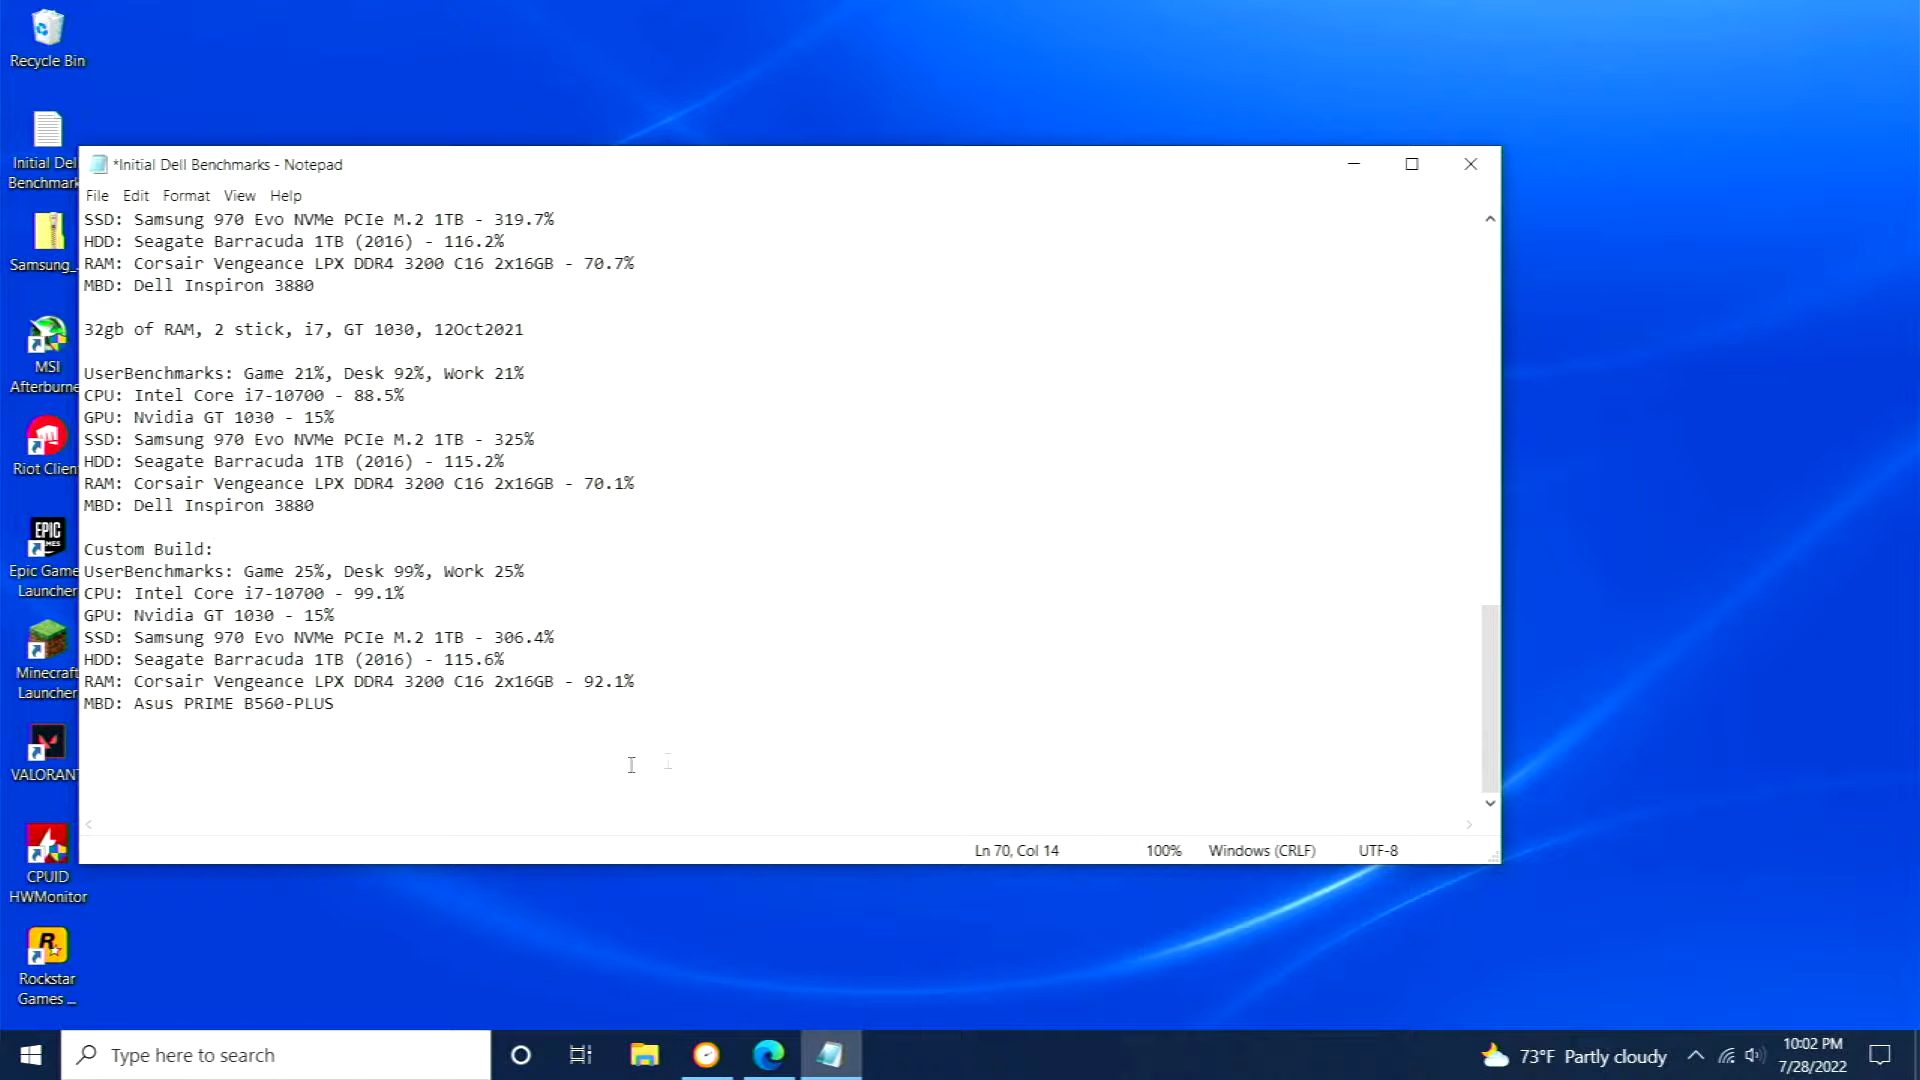 Recycle Bin
Initial Del
Benchmark
Samsung_
MSI
Afterburne
Riot Clien
EPIC
Epic Game
Launcher
Minecraft
Launcher
VALORANT
CPUID
HWMonitor
Rockstar
Games ...
*Initial Dell Benchmarks - Notepad
File Edit Format View Help
SSD: Samsung 970 Evo NVMe PCIe M.2 1TB - 319.7%
HDD: Seagate Barracuda 1TB (2016) - 116.2%
RAM: Corsair Vengeance LPX DDR4 3200 C16 2x16GB - 70.7%
MBD: Dell Inspiron 3880
32gb of RAM, 2 stick, i7, GT 1030, 12Oct2021
UserBenchmarks: Game 21%, Desk 92%, Work 21%
CPU: Intel Core i7-10700 - 88.5%
GPU: Nvidia GT 1030 - 15%
SSD: Samsung 970 Evo NVMe PCIe M.2 1TB - 325%
HDD: Seagate Barracuda 1TB (2016) - 115.2%
RAM: Corsair Vengeance LPX DDR4 3200 C16 2x16GB - 70.1%
MBD: Dell Inspiron 3880
Custom Build:
UserBenchmarks: Game 25%, Desk 99%, Work 25%
CPU: Intel Core i7-10700 - 99.1%
GPU: Nvidia GT 1030 - 15%
SSD: Samsung 970 Evo NVMe PCIe M.2 1TB - 306.4%
HDD: Seagate Barracuda 1TB (2016) - 115.6%
RAM: Corsair Vengeance LPX DDR4 3200 C16 2x16GB - 92.1%
MBD: Asus PRIME B560-PLUS
Ln 70, Col 14 100% Windows (CRLF) UTF-8
Type here to search
73°F Partly cloudy
10:02 PM
7/28/2022